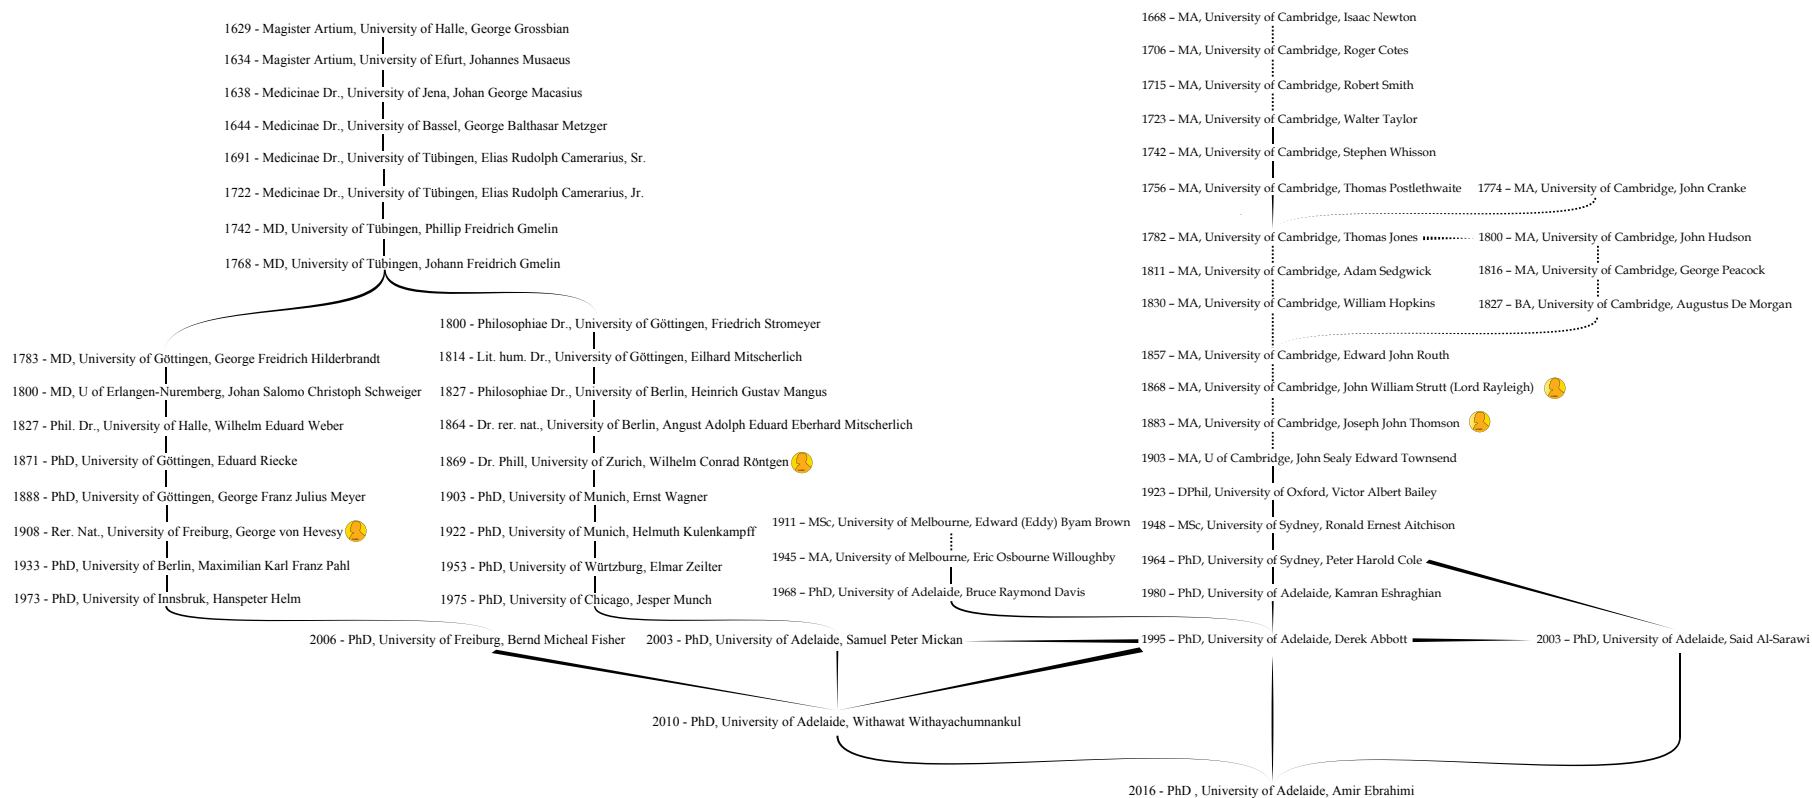 1629 - Magister Artium, University of Halle, George Grossbian
1634 - Magister Artium, University of Efurt, Johannes Musaeus
1638 - Medicinae Dr., University of Jena, Johan George Macasius
1644 - Medicinae Dr., University of Bassel, George Balthasar Metzger
1691 - Medicinae Dr., University of Tübingen, Elias Rudolph Camerarius, Sr.
1722 - Medicinae Dr., University of Tübingen, Elias Rudolph Camerarius, Jr.
1742 - MD, University of Tübingen, Phillip Freidrich Gmelin
1768 - MD, University of Tübingen, Johann Freidrich Gmelin
1783 - MD, University of Göttingen, George Freidrich Hilderbrandt
1800 - MD, U of Erlangen-Nuremberg, Johan Salomo Christoph Schweiger
1827 - Phil. Dr., University of Halle, Wilhelm Eduard Weber
1871 - PhD, University of Göttingen, Eduard Riecke
1888 - PhD, University of Göttingen, George Franz Julius Meyer
1908 - Rer. Nat., University of Freiburg, George von Hevesy
1933 - PhD, University of Berlin, Maximilian Karl Franz Pahl
1973 - PhD, University of Innsbruk, Hanspeter Helm
1800 - Philosophiae Dr., University of Göttingen, Friedrich Stromeyer
1814 - Lit. hum. Dr., University of Göttingen, Eilhard Mitscherlich
1827 - Philosophiae Dr., University of Berlin, Heinrich Gustav Mangus
1864 - Dr. rer. nat., University of Berlin, Angust Adolph Eduard Eberhard Mitscherlich
1869 - Dr. Phill, University of Zurich, Wilhelm Conrad Röntgen
1903 - PhD, University of Munich, Ernst Wagner
1922 - PhD, University of Munich, Helmuth Kulenkampff
1953 - PhD, University of Würtzburg, Elmar Zeilter
1975 - PhD, University of Chicago, Jesper Munch
1911 – MSc, University of Melbourne, Edward (Eddy) Byam Brown
1945 – MA, University of Melbourne, Eric Osbourne Willoughby
1968 – PhD, University of Adelaide, Bruce Raymond Davis
1668 – MA, University of Cambridge, Isaac Newton
1706 – MA, University of Cambridge, Roger Cotes
1715 – MA, University of Cambridge, Robert Smith
1723 – MA, University of Cambridge, Walter Taylor
1742 – MA, University of Cambridge, Stephen Whisson
1756 – MA, University of Cambridge, Thomas Postlethwaite
1774 – MA, University of Cambridge, John Cranke
1782 – MA, University of Cambridge, Thomas Jones
1800 – MA, University of Cambridge, John Hudson
1811 – MA, University of Cambridge, Adam Sedgwick
1816 – MA, University of Cambridge, George Peacock
1830 – MA, University of Cambridge, William Hopkins
1827 – BA, University of Cambridge, Augustus De Morgan
1857 – MA, University of Cambridge, Edward John Routh
1868 – MA, University of Cambridge, John William Strutt (Lord Rayleigh)
1883 – MA, University of Cambridge, Joseph John Thomson
1903 – MA, U of Cambridge, John Sealy Edward Townsend
1923 – DPhil, University of Oxford, Victor Albert Bailey
1948 – MSc, University of Sydney, Ronald Ernest Aitchison
1964 – PhD, University of Sydney, Peter Harold Cole
1980 – PhD, University of Adelaide, Kamran Eshraghian
2006 - PhD, University of Freiburg, Bernd Micheal Fisher
2003 - PhD, University of Adelaide, Samuel Peter Mickan
1995 – PhD, University of Adelaide, Derek Abbott
2003 – PhD, University of Adelaide, Said Al-Sarawi
2010 - PhD, University of Adelaide, Withawat Withayachumnankul
2016 - PhD , University of Adelaide, Amir Ebrahimi